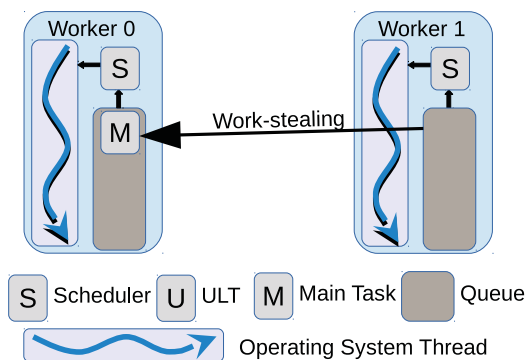 Worker 0
Worker 1
S
S
M
Work-stealing
S Scheduler
U ULT
M Main Task
Queue
Operating System Thread